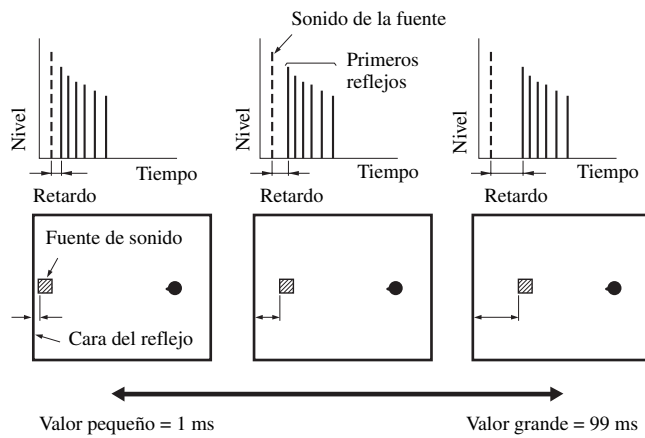 Sonido de la fuente
Primeros
reflejos
Nivel
Nivel
Nivel
Tiempo
Tiempo
Tiempo
Retardo
Retardo
Retardo
Fuente de sonido
Cara del reflejo
Valor pequeño = 1 ms
Valor grande = 99 ms